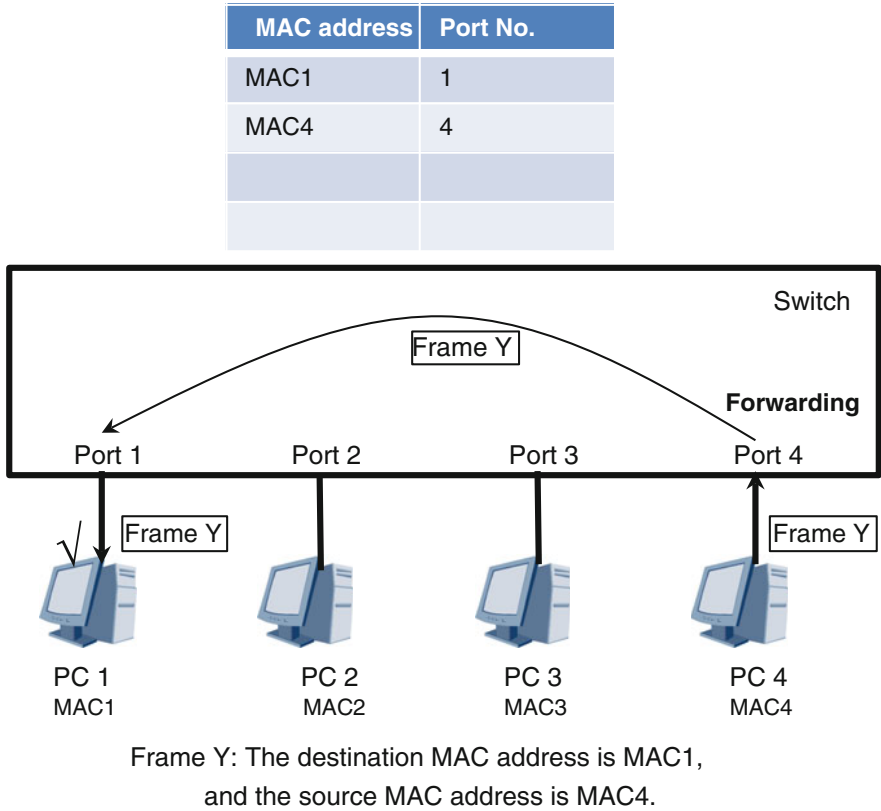 MAC address Port No.
MAC1 1
MAC4 4
Switch
Frame Y
Forwarding
Port 1 Port 2 Port 3 Port 4
Frame Y Frame Y
PC 1 PC 2 PC 3 PC 4
MAC1 MAC2 MAC3 MAC4
Frame Y: The destination MAC address is MAC1,
and the source MAC address is MAC4.